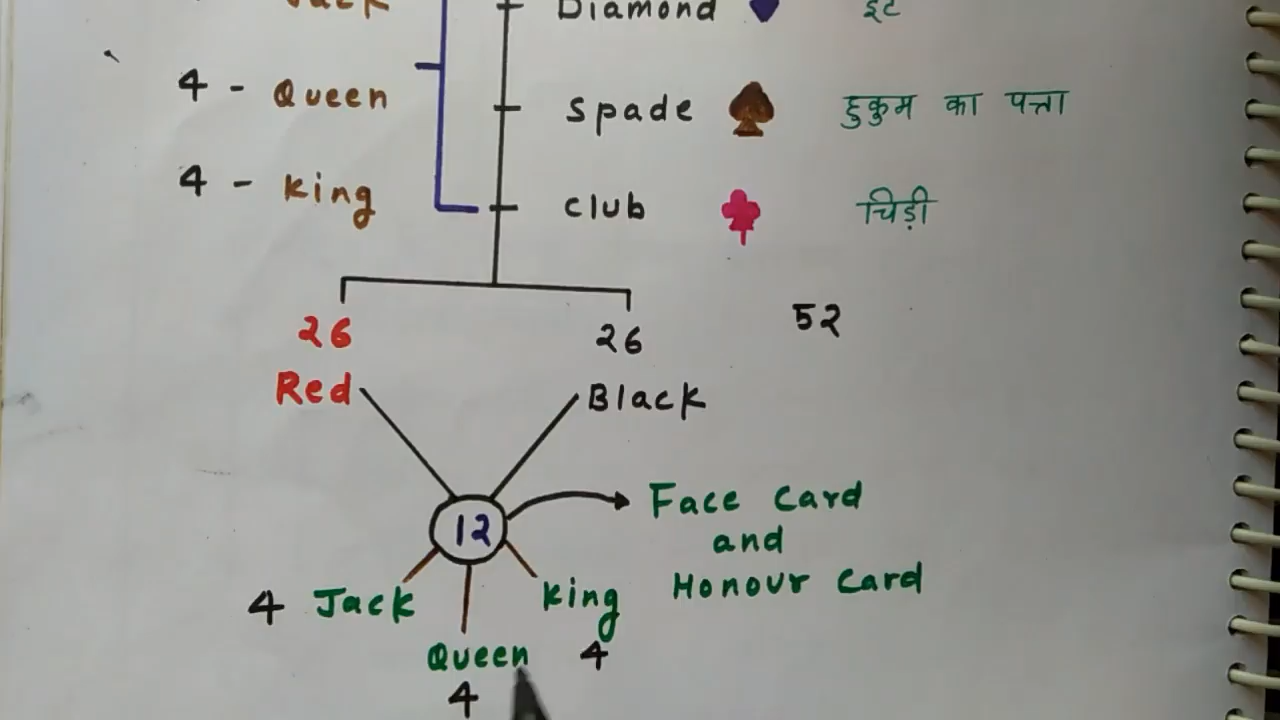 Jack
Diamond ईंट
4 - Queen
Spade हुकुम का पत्ता
4 - King
Club चिड़ी
26
26
52
Red
Black
12
Face Card
and
Honour Card
4 Jack
King
4
Queen
4